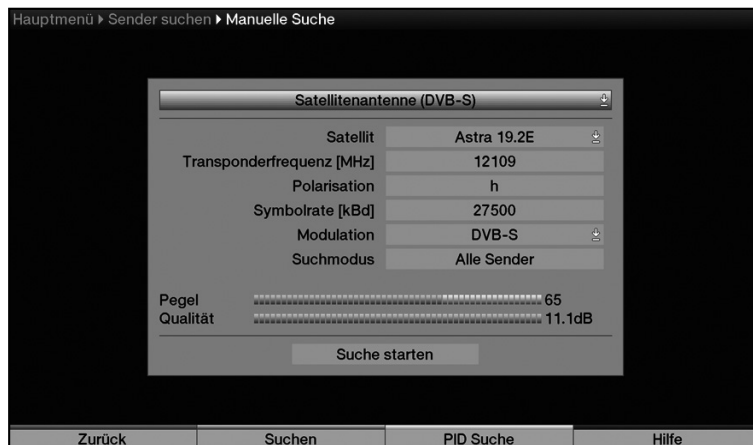 Hauptmenü ▸ Sender suchen ▸ Manuelle Suche
Satellitenantenne (DVB-S)
Satellit Astra 19.2E
Transponderfrequenz [MHz] 12109
Polarisation h
Symbolrate [kBd] 27500
Modulation DVB-S
Suchmodus Alle Sender
Pegel 65
Qualität 11.1dB
Suche starten
Zurück Suchen PID Suche Hilfe